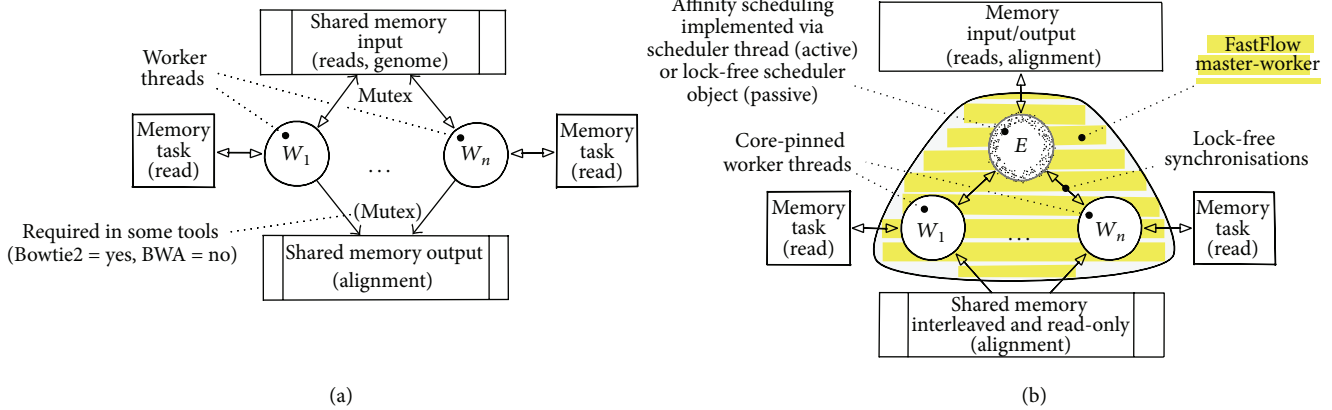 Shared memory
input
(reads, genome)
Worker
threads
Mutex
Memory
task
(read)
W1
...
Wn
Memory
task
(read)
(Mutex)
Required in some tools
(Bowtie2 = yes, BWA = no)
Shared memory output
(alignment)
(a)
Affinity scheduling
implemented via
scheduler thread (active)
or lock-free scheduler
object (passive)
Memory
input/output
(reads, alignment)
FastFlow
master-worker
E
Core-pinned
worker threads
Lock-free
synchronisations
Memory
task
(read)
W1
...
Wn
Memory
task
(read)
Shared memory
interleaved and read-only
(alignment)
(b)